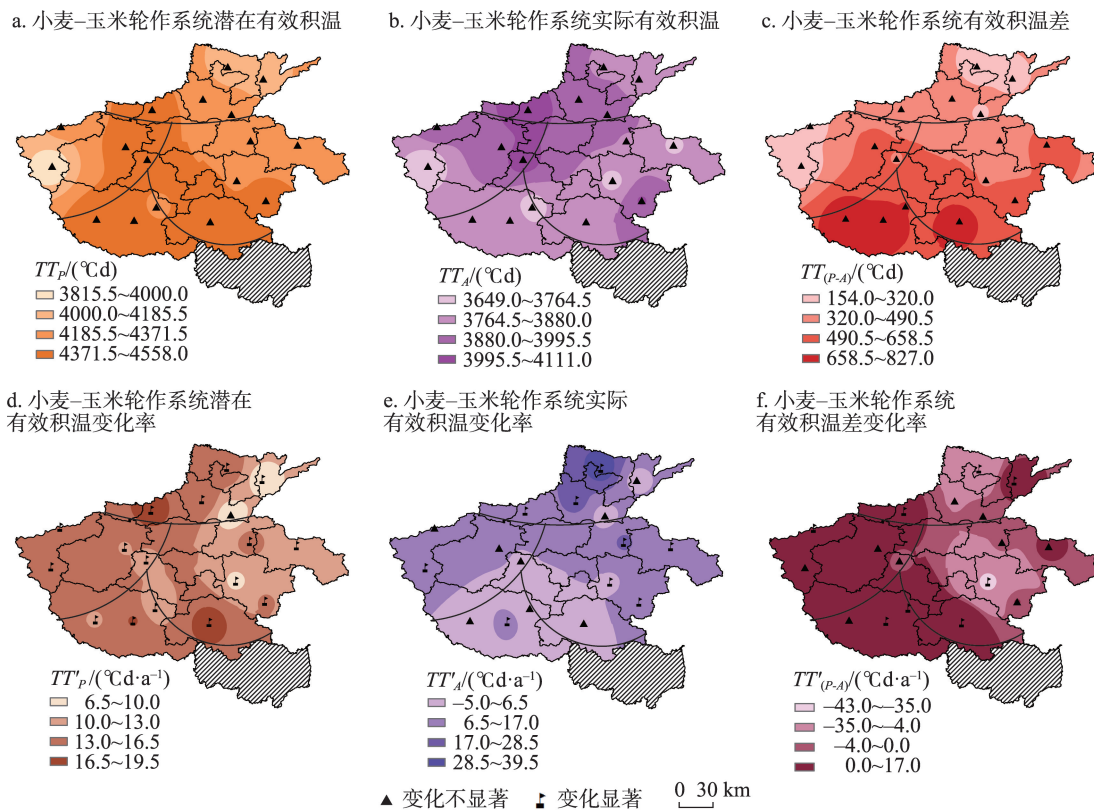 a. 小麦–玉米轮作系统潜在有效积温
b. 小麦–玉米轮作系统实际有效积温
c. 小麦–玉米轮作系统有效积温差
TT_P/(℃d)
3815.5~4000.0
4000.0~4185.5
4185.5~4371.5
4371.5~4558.0
TT_A/(℃d)
3649.0~3764.5
3764.5~3880.0
3880.0~3995.5
3995.5~4111.0
TT_(P-A)/(℃d)
154.0~320.0
320.0~490.5
490.5~658.5
658.5~827.0
d. 小麦–玉米轮作系统潜在
有效积温变化率
e. 小麦–玉米轮作系统实际
有效积温变化率
f. 小麦–玉米轮作系统
有效积温差变化率
TT'_P/(℃d·a⁻¹)
6.5~10.0
10.0~13.0
13.0~16.5
16.5~19.5
TT'_A/(℃d·a⁻¹)
–5.0~6.5
6.5~17.0
17.0~28.5
28.5~39.5
TT'_(P-A)/(℃d·a⁻¹)
–43.0~–35.0
–35.0~–4.0
–4.0~0.0
0.0~17.0
▲ 变化不显著 变化显著 0 30 km